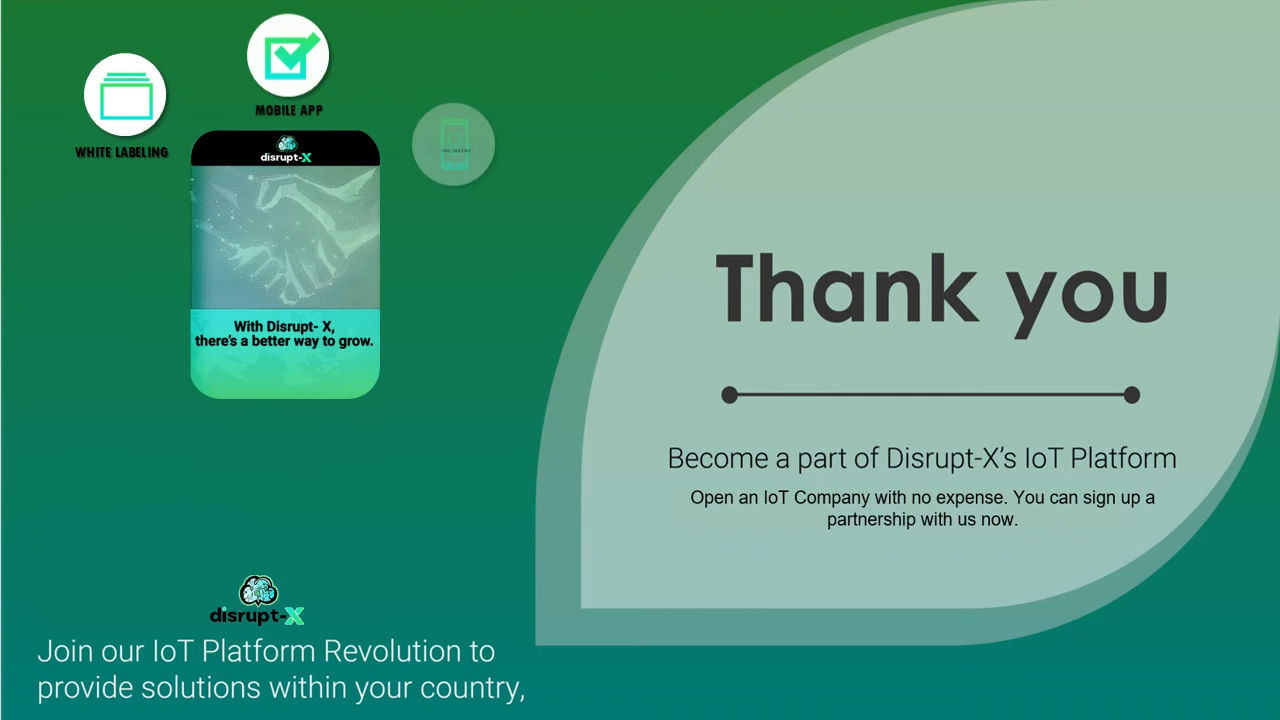 MOBILE APP
WHITE LABELING
disrupt-X
With Disrupt- X,
there's a better way to grow.
Thank you
Become a part of Disrupt-X's IoT Platform
Open an IoT Company with no expense. You can sign up a
partnership with us now.
disrupt-X
Join our IoT Platform Revolution to
provide solutions within your country,